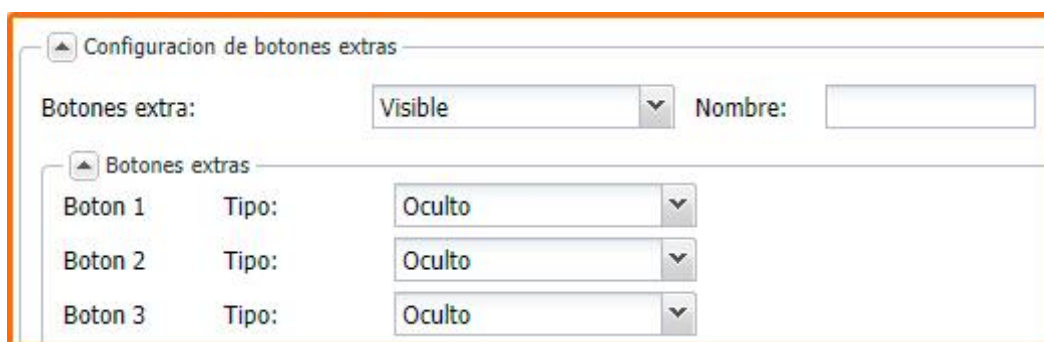 Configuracion de botones extras
Botones extra: Visible Nombre:
Botones extras
Boton 1 Tipo: Oculto
Boton 2 Tipo: Oculto
Boton 3 Tipo: Oculto